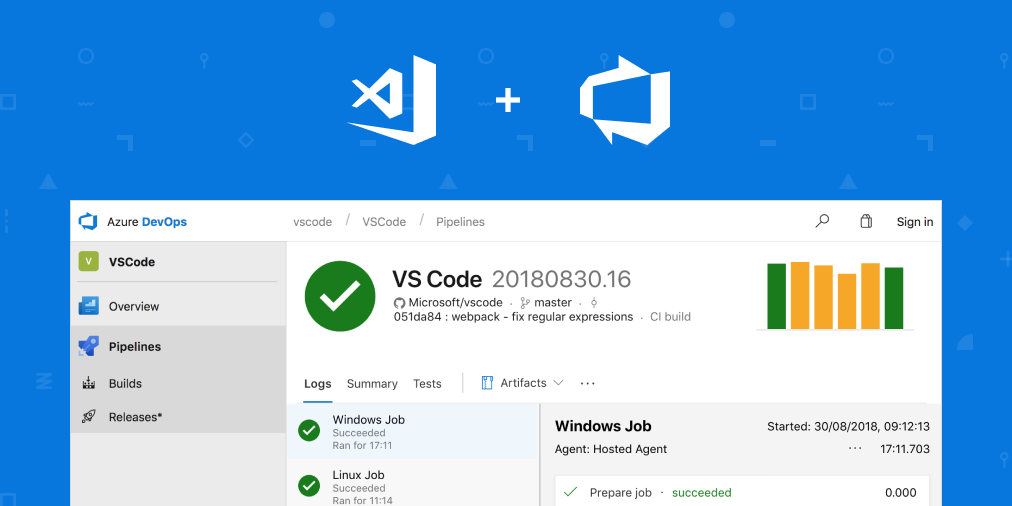 +
Azure DevOps
vscode / VSCode / Pipelines
Sign in
V VSCode
Overview
Pipelines
Builds
Releases*
VS Code 20180830.16
Microsoft/vscode · master ·
051da84 : webpack - fix regular expressions · CI build
Logs Summary Tests Artifacts ···
Windows Job
Succeeded
Ran for 17:11
Linux Job
Succeeded
Ran for 11:14
Windows Job Started: 30/08/2018, 09:12:13
Agent: Hosted Agent ··· 17:11.703
Prepare job · succeeded 0.000